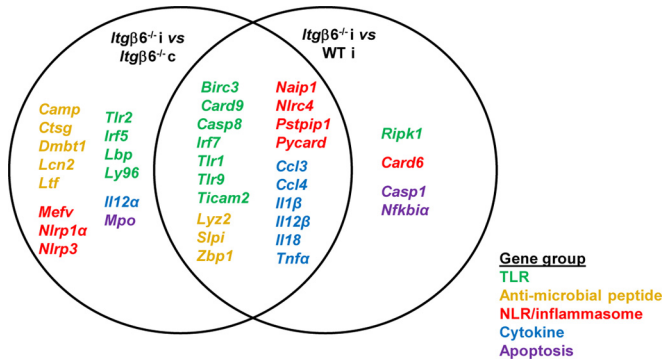 Itgβ6⁻/⁻ i vs
Itgβ6⁻/⁻ c
Itgβ6⁻/⁻ i vs
WT i
Camp
Ctsg
Dmbt1
Lcn2
Ltf
Mefv
Nlrp1α
Nlrp3
Tlr2
Irf5
Lbp
Ly96
Il12α
Mpo
Birc3
Card9
Casp8
Irf7
Tlr1
Tlr9
Ticam2
Lyz2
Slpi
Zbp1
Naip1
Nlrc4
Pstpip1
Pycard
Ccl3
Ccl4
Il1β
Il12β
Il18
Tnfα
Ripk1
Card6
Casp1
Nfkbiα
Gene group
TLR
Anti-microbial peptide
NLR/inflammasome
Cytokine
Apoptosis